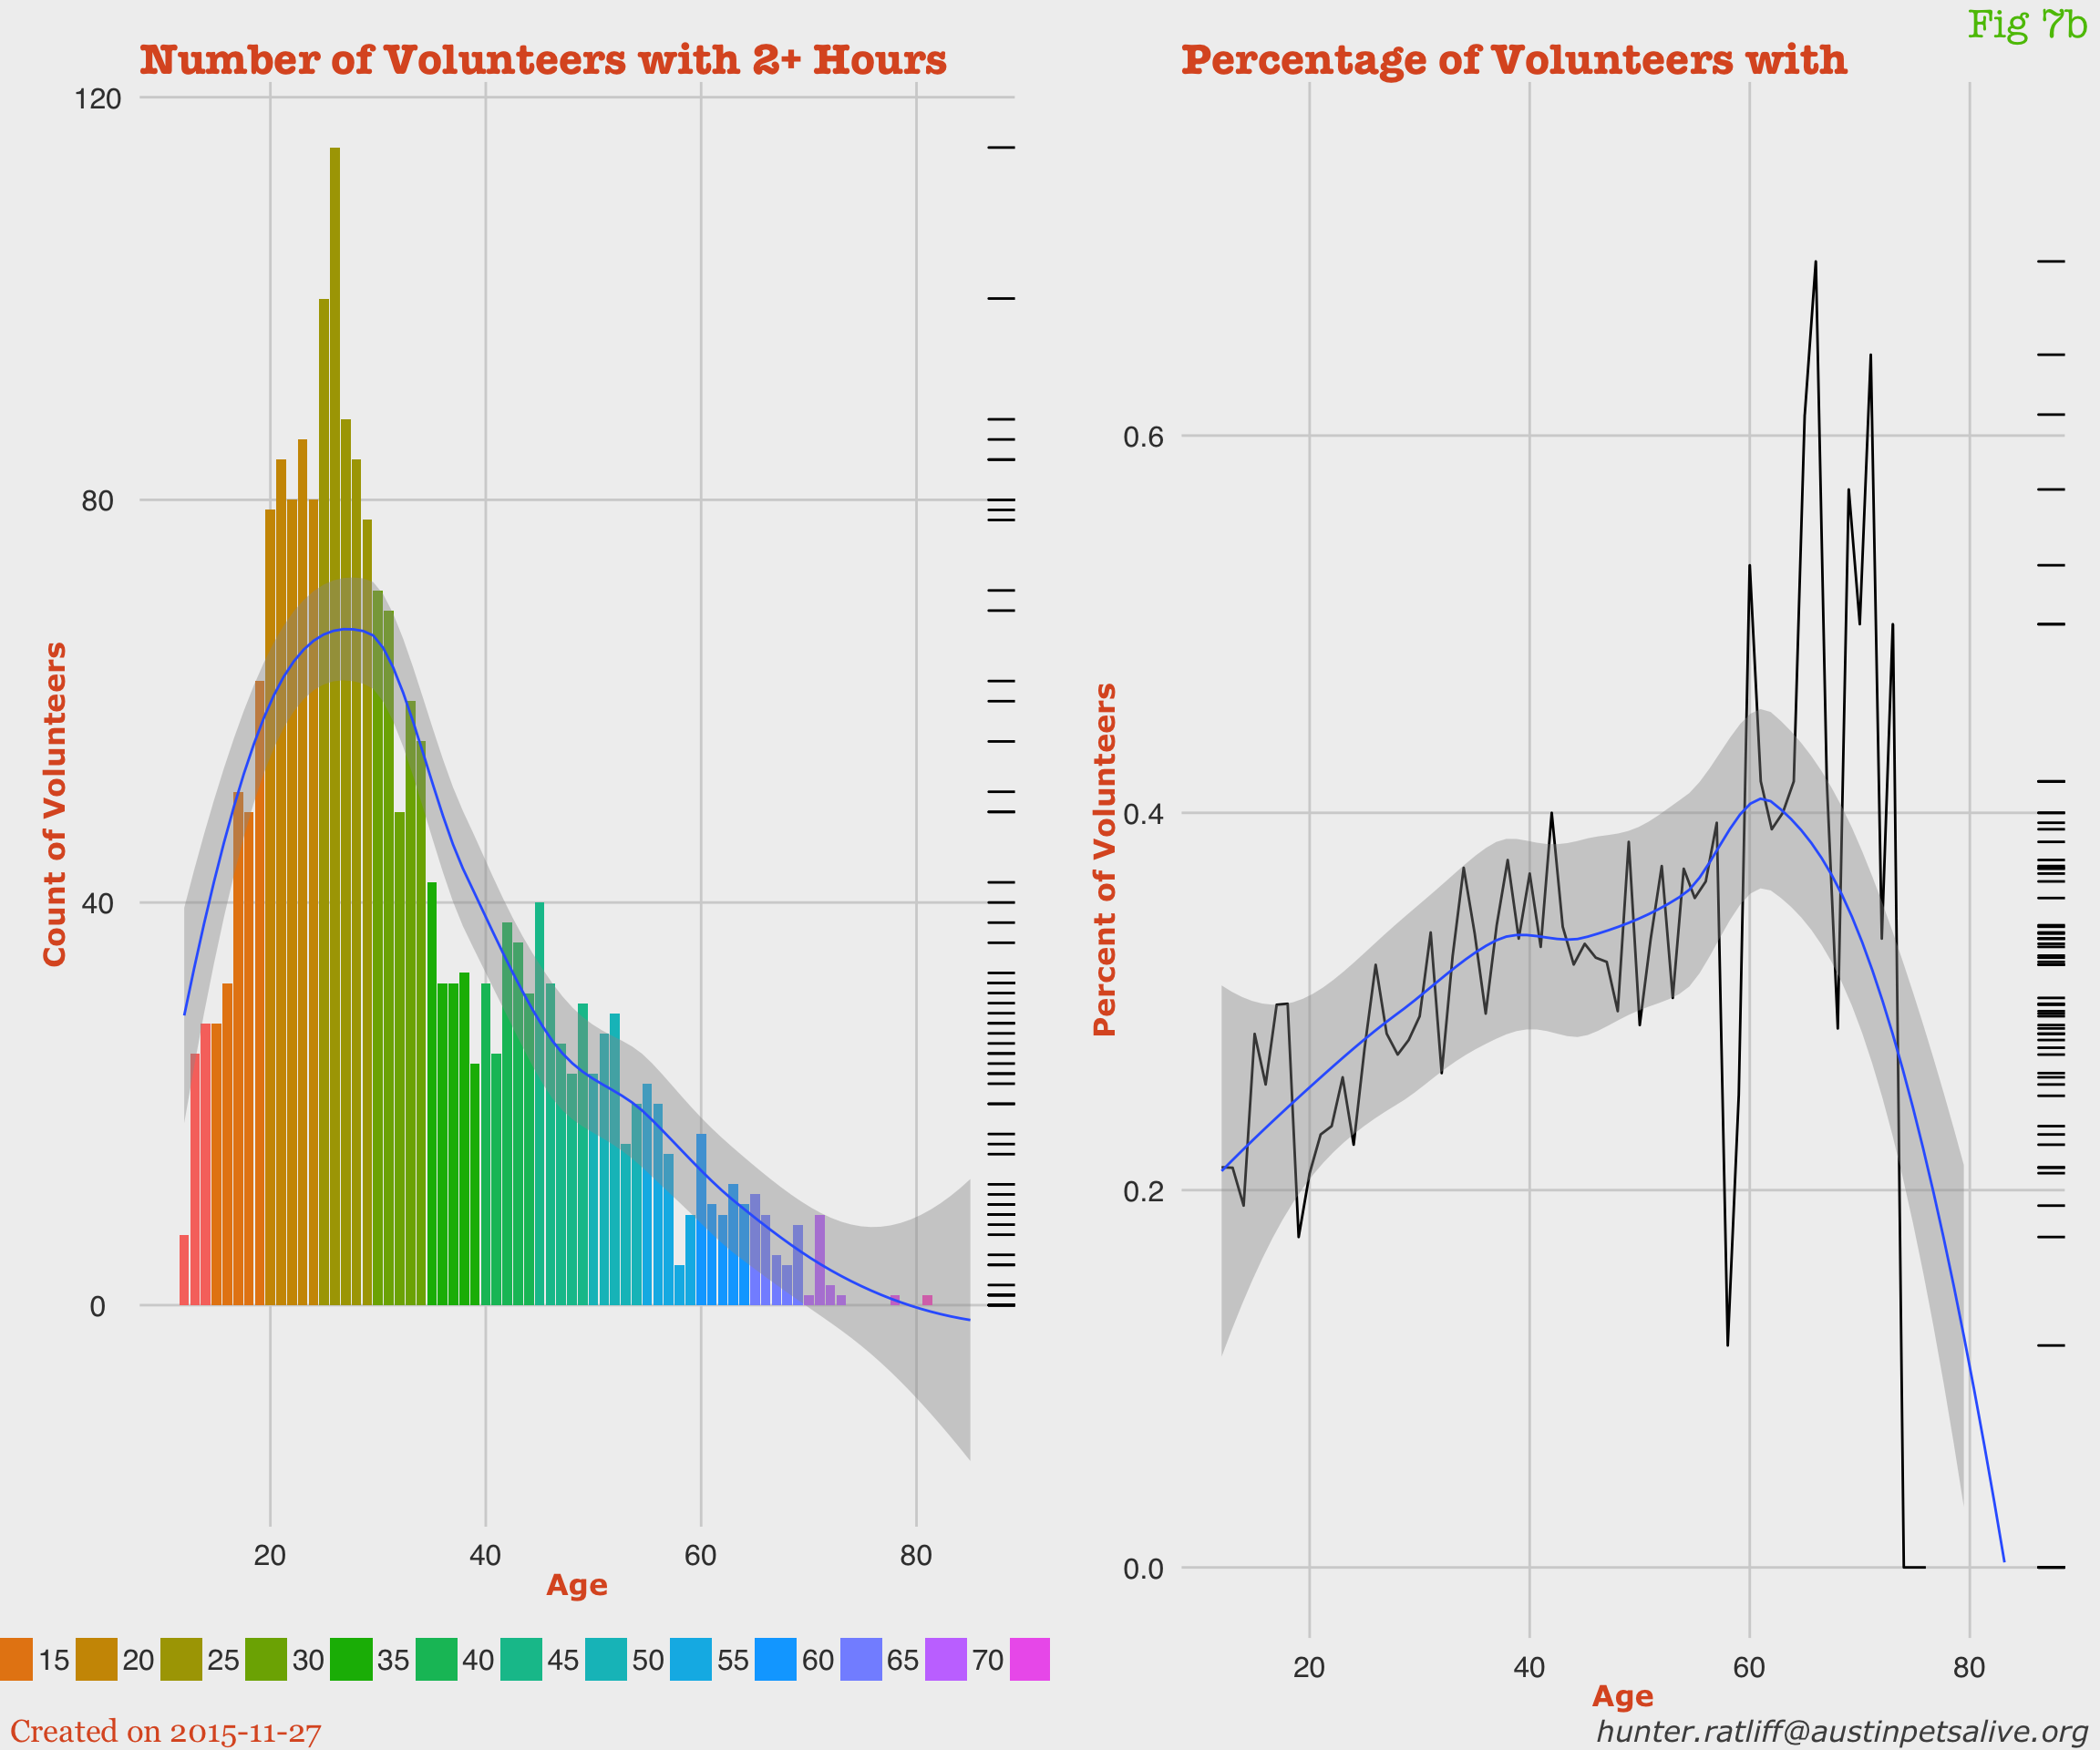 Fig 7b
Number of Volunteers with 2+ Hours
Count of Volunteers
120
80
40
0
20 40 60 80
Age
15 20 25 30 35 40 45 50 55 60 65 70
Percentage of Volunteers with
Percent of Volunteers
0.6
0.4
0.2
0.0
20 40 60 80
Age
Created on 2015-11-27
hunter.ratliff@austinpetsalive.org